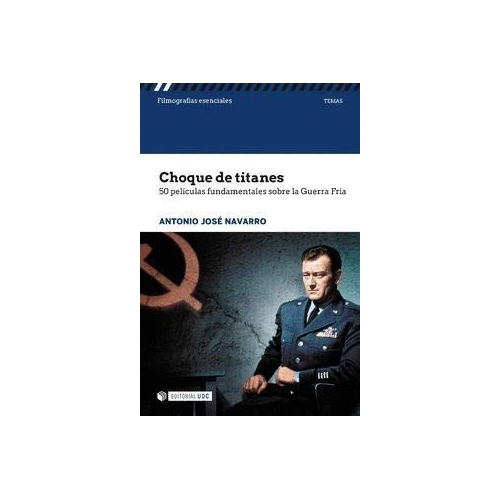 Filmografías esenciales
TEMAS
Choque de titanes
50 películas fundamentales sobre la Guerra Fría
ANTONIO JOSÉ NAVARRO
EDITORIAL UOC